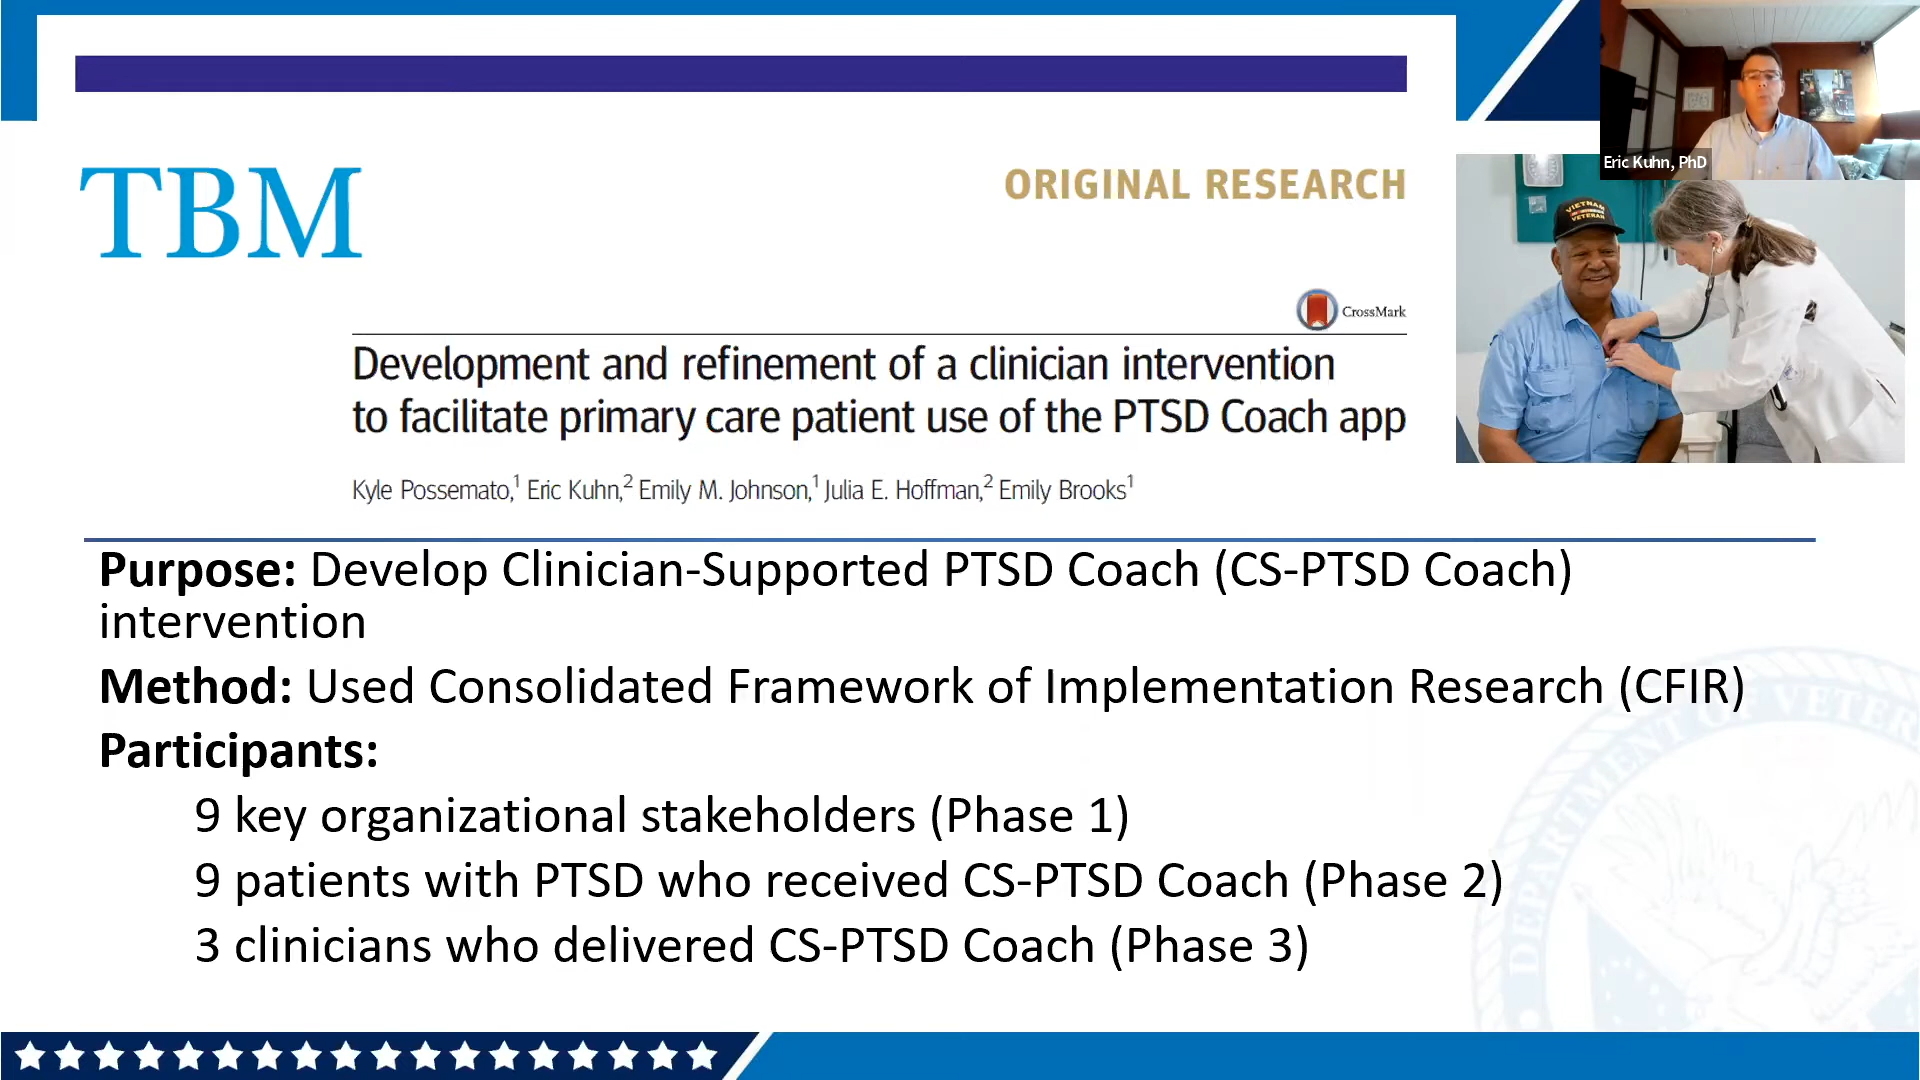 TBM
ORIGINAL RESEARCH
Eric Kuhn, PhD
VIETNAM
VETERAN
CrossMark
Development and refinement of a clinician intervention
to facilitate primary care patient use of the PTSD Coach app
Kyle Possemato,¹ Eric Kuhn,² Emily M. Johnson,¹ Julia E. Hoffman,² Emily Brooks¹
Purpose: Develop Clinician-Supported PTSD Coach (CS-PTSD Coach)
intervention
Method: Used Consolidated Framework of Implementation Research (CFIR)
Participants:
9 key organizational stakeholders (Phase 1)
9 patients with PTSD who received CS-PTSD Coach (Phase 2)
3 clinicians who delivered CS-PTSD Coach (Phase 3)
DEPARTMENT OF VETER